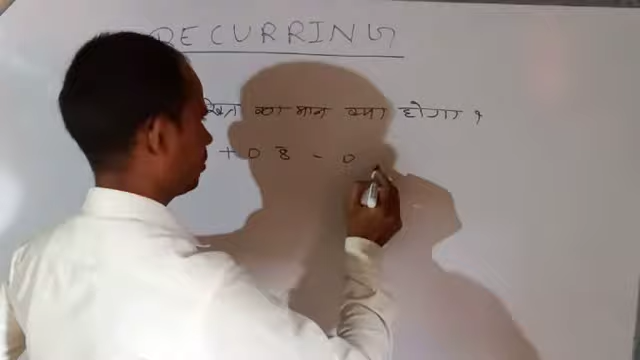 RECURRING
का मान क्या होगा ?
+ 0 8 - 0